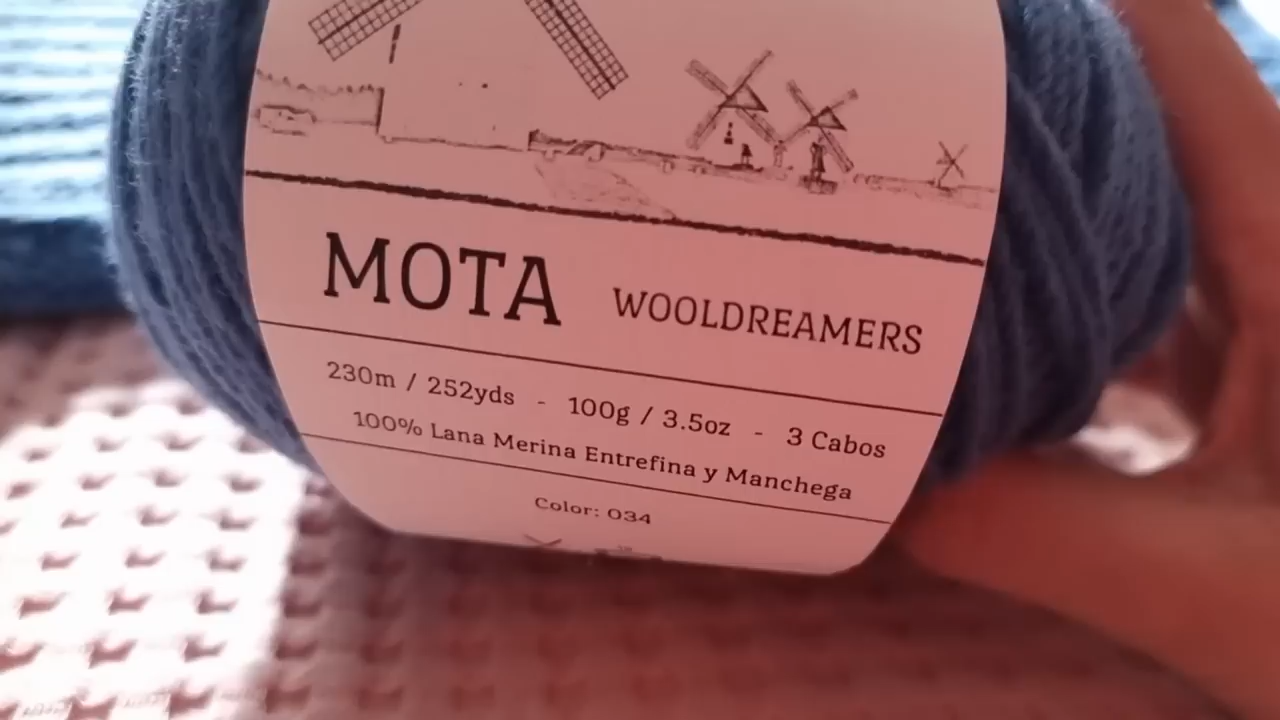 MOTA WOOLDREAMERS
230m / 252yds - 100g / 3.5oz - 3 Cabos
100% Lana Merina Entrefina y Manchega
Color: 034